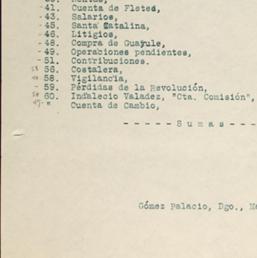 Rentas,
-41. Cuenta de Fletes,
-43. Salarios,
-45. Santa Catalina,
-46. Litigios,
-48. Compra de Guayule,
-49. Operaciones pendientes,
-51. Contribuciones.
56. Costalera,
58. Vigilancia,
-59. Pérdidas de la Revolución,
60. Indalecio Valadez, "Cta. Comisión",
" Cuenta de Cambio,
- - - - - S u m a s - - -
Gómez Palacio, Dgo.,